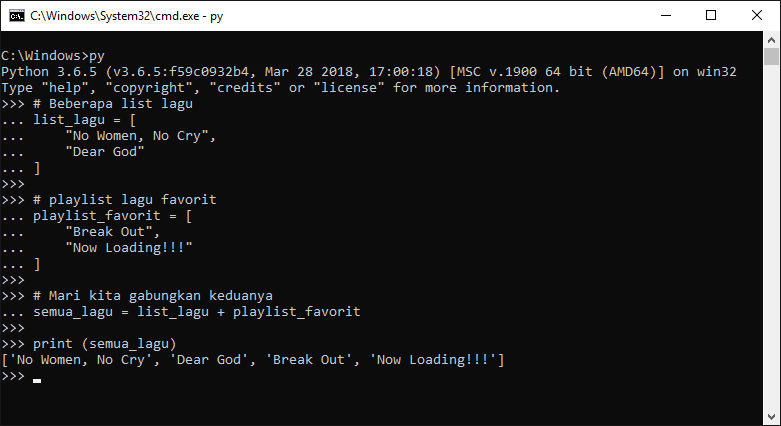 C:\Windows\System32\cmd.exe - py
C:\Windows>py
Python 3.6.5 (v3.6.5:f59c0932b4, Mar 28 2018, 17:00:18) [MSC v.1900 64 bit (AMD64)] on win32
Type "help", "copyright", "credits" or "license" for more information.
>>> # Beberapa list lagu
... list_lagu = [
...     "No Women, No Cry",
...     "Dear God"
... ]
>>>
>>> # playlist lagu favorit
... playlist_favorit = [
...     "Break Out",
...     "Now Loading!!!"
... ]
>>>
>>> # Mari kita gabungkan keduanya
... semua_lagu = list_lagu + playlist_favorit
>>>
>>> print (semua_lagu)
['No Women, No Cry', 'Dear God', 'Break Out', 'Now Loading!!!']
>>>